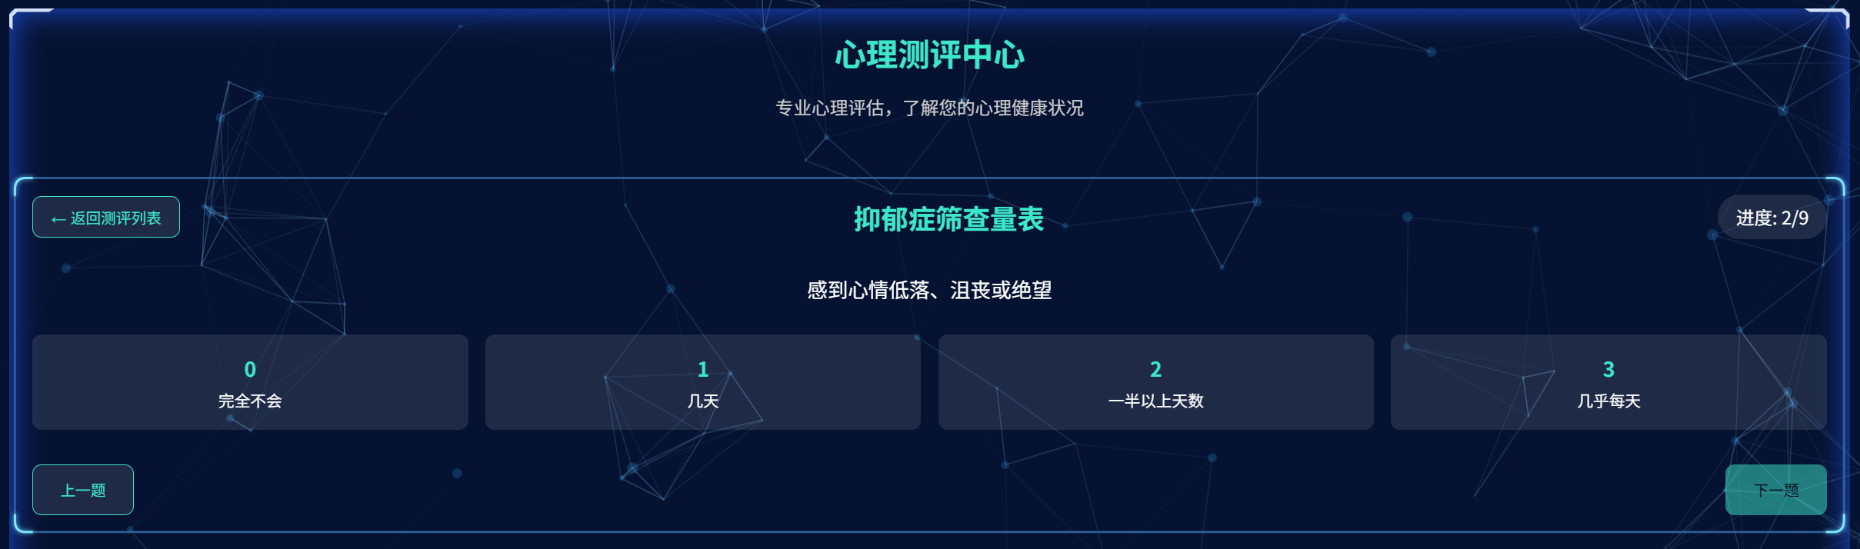 心理测评中心
专业心理评估，了解您的心理健康状况
← 返回测评列表
抑郁症筛查量表
进度: 2/9
感到心情低落、沮丧或绝望
0
完全不会
1
几天
2
一半以上天数
3
几乎每天
上一题
下一题